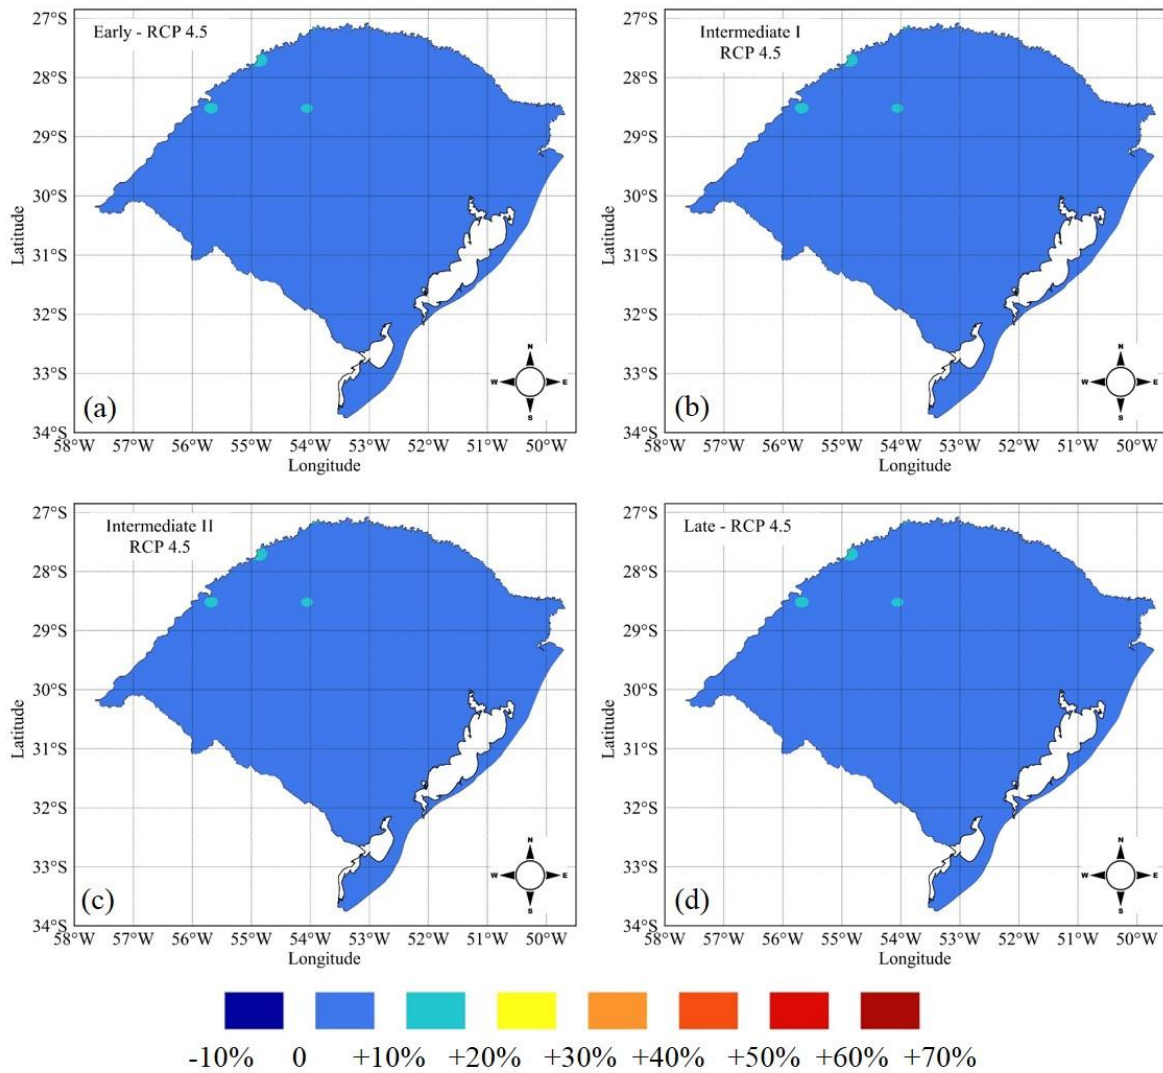 27°S
28°S
29°S
30°S
31°S
32°S
33°S
34°S
Latitude
Early - RCP 4.5
N
W E
S
(a)
58°W 57°W 56°W 55°W 54°W 53°W 52°W 51°W 50°W
Longitude
27°S
28°S
29°S
30°S
31°S
32°S
33°S
34°S
Latitude
Intermediate I
RCP 4.5
N
W E
S
(b)
58°W 57°W 56°W 55°W 54°W 53°W 52°W 51°W 50°W
Longitude
27°S
28°S
29°S
30°S
31°S
32°S
33°S
34°S
Latitude
Intermediate II
RCP 4.5
N
W E
S
(c)
58°W 57°W 56°W 55°W 54°W 53°W 52°W 51°W 50°W
Longitude
27°S
28°S
29°S
30°S
31°S
32°S
33°S
34°S
Latitude
Late - RCP 4.5
N
W E
S
(d)
58°W 57°W 56°W 55°W 54°W 53°W 52°W 51°W 50°W
Longitude
-10% 0 +10% +20% +30% +40% +50% +60% +70%